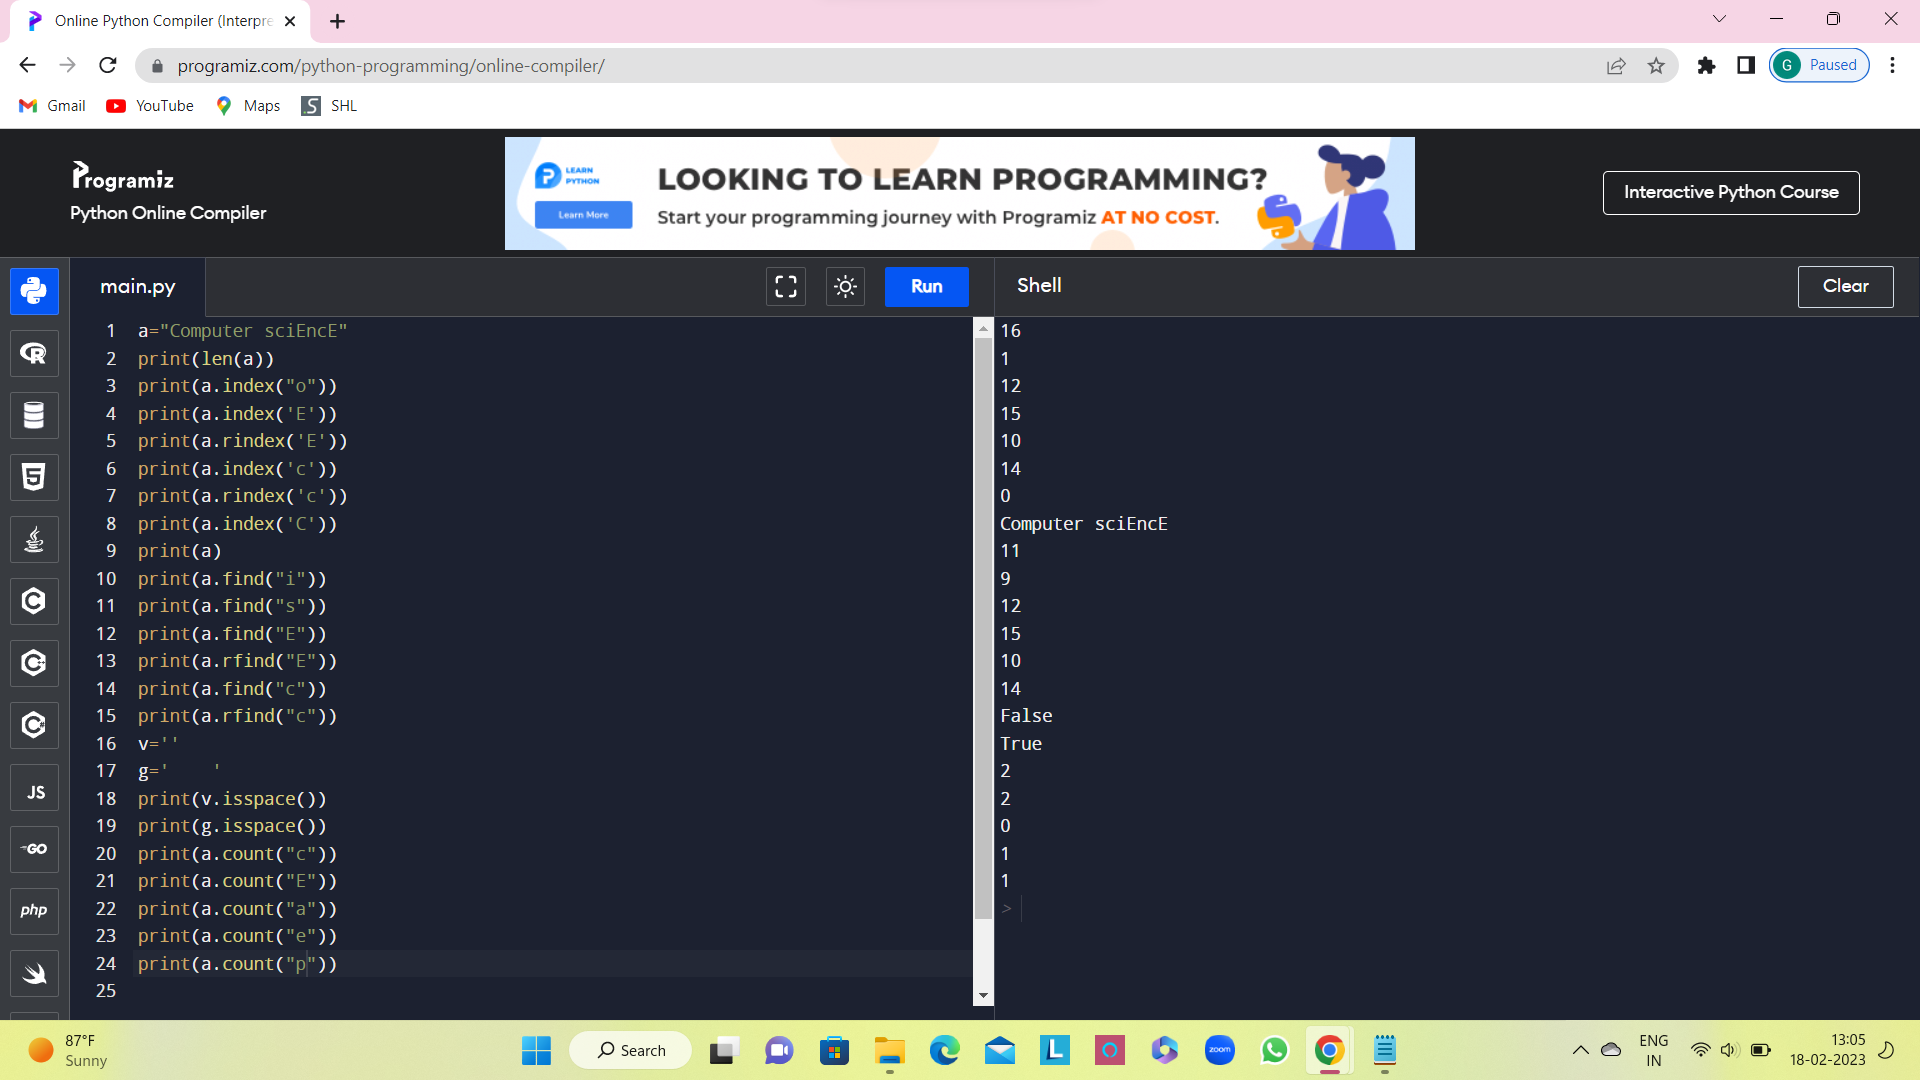 Online Python Compiler (Interpre
programiz.com/python-programming/online-compiler/
G Paused
Gmail YouTube Maps SHL
Programiz
Python Online Compiler
LEARN PYTHON
Learn More
LOOKING TO LEARN PROGRAMMING?
Start your programming journey with Programiz AT NO COST.
Interactive Python Course
main.py
Run
Shell
Clear
1 a="Computer sciEncE"
2 print(len(a))
3 print(a.index("o"))
4 print(a.index('E'))
5 print(a.rindex('E'))
6 print(a.index('c'))
7 print(a.rindex('c'))
8 print(a.index('C'))
9 print(a)
10 print(a.find("i"))
11 print(a.find("s"))
12 print(a.find("E"))
13 print(a.rfind("E"))
14 print(a.find("c"))
15 print(a.rfind("c"))
16 v=''
17 g='    '
18 print(v.isspace())
19 print(g.isspace())
20 print(a.count("c"))
21 print(a.count("E"))
22 print(a.count("a"))
23 print(a.count("e"))
24 print(a.count("p"))
25
16
1
12
15
10
14
0
Computer sciEncE
11
9
12
15
10
14
False
True
2
2
0
1
1
>
R
5
C
C
C
JS
GO
php
87°F
Sunny
Search
L
zoom
ENG
IN
13:05
18-02-2023